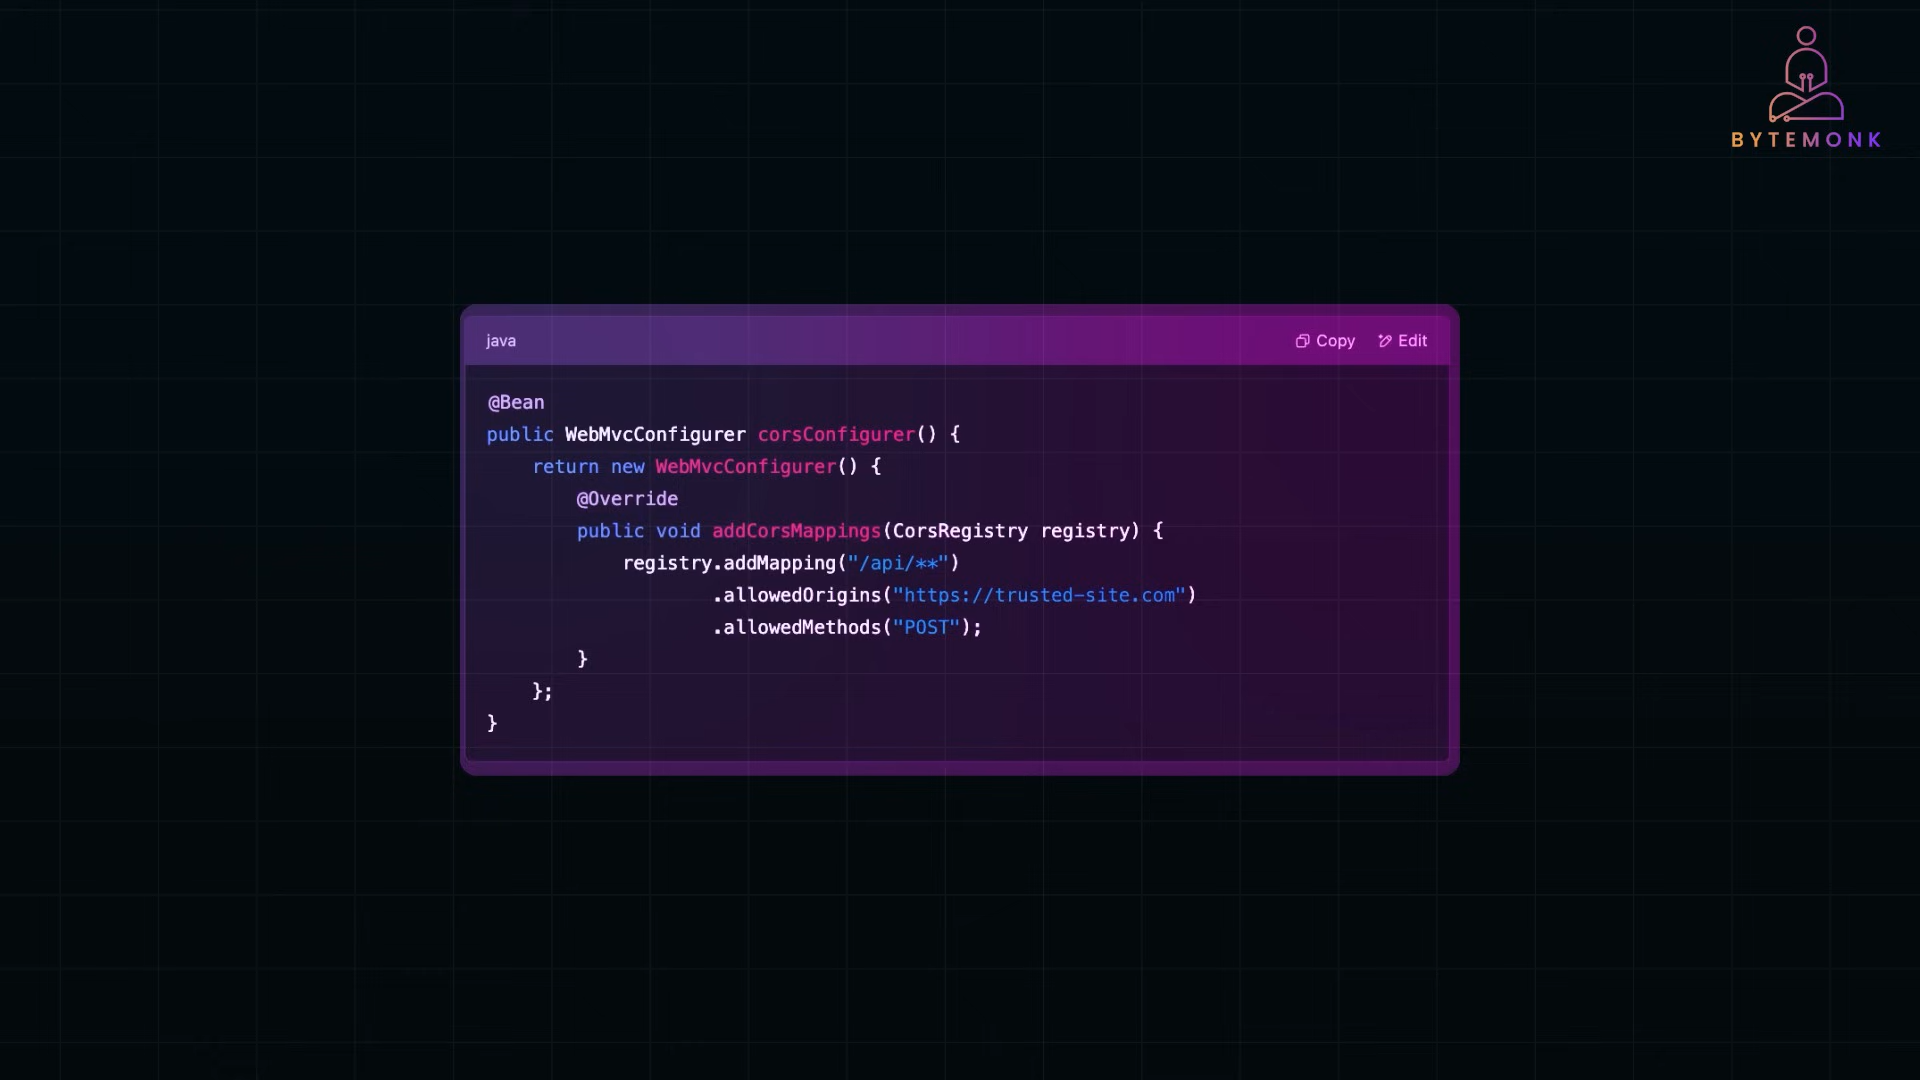 BYTEMONK
java
Copy
Edit
@Bean
public WebMvcConfigurer corsConfigurer() {
    return new WebMvcConfigurer() {
        @Override
        public void addCorsMappings(CorsRegistry registry) {
            registry.addMapping("/api/**")
                    .allowedOrigins("https://trusted-site.com")
                    .allowedMethods("POST");
        }
    };
}